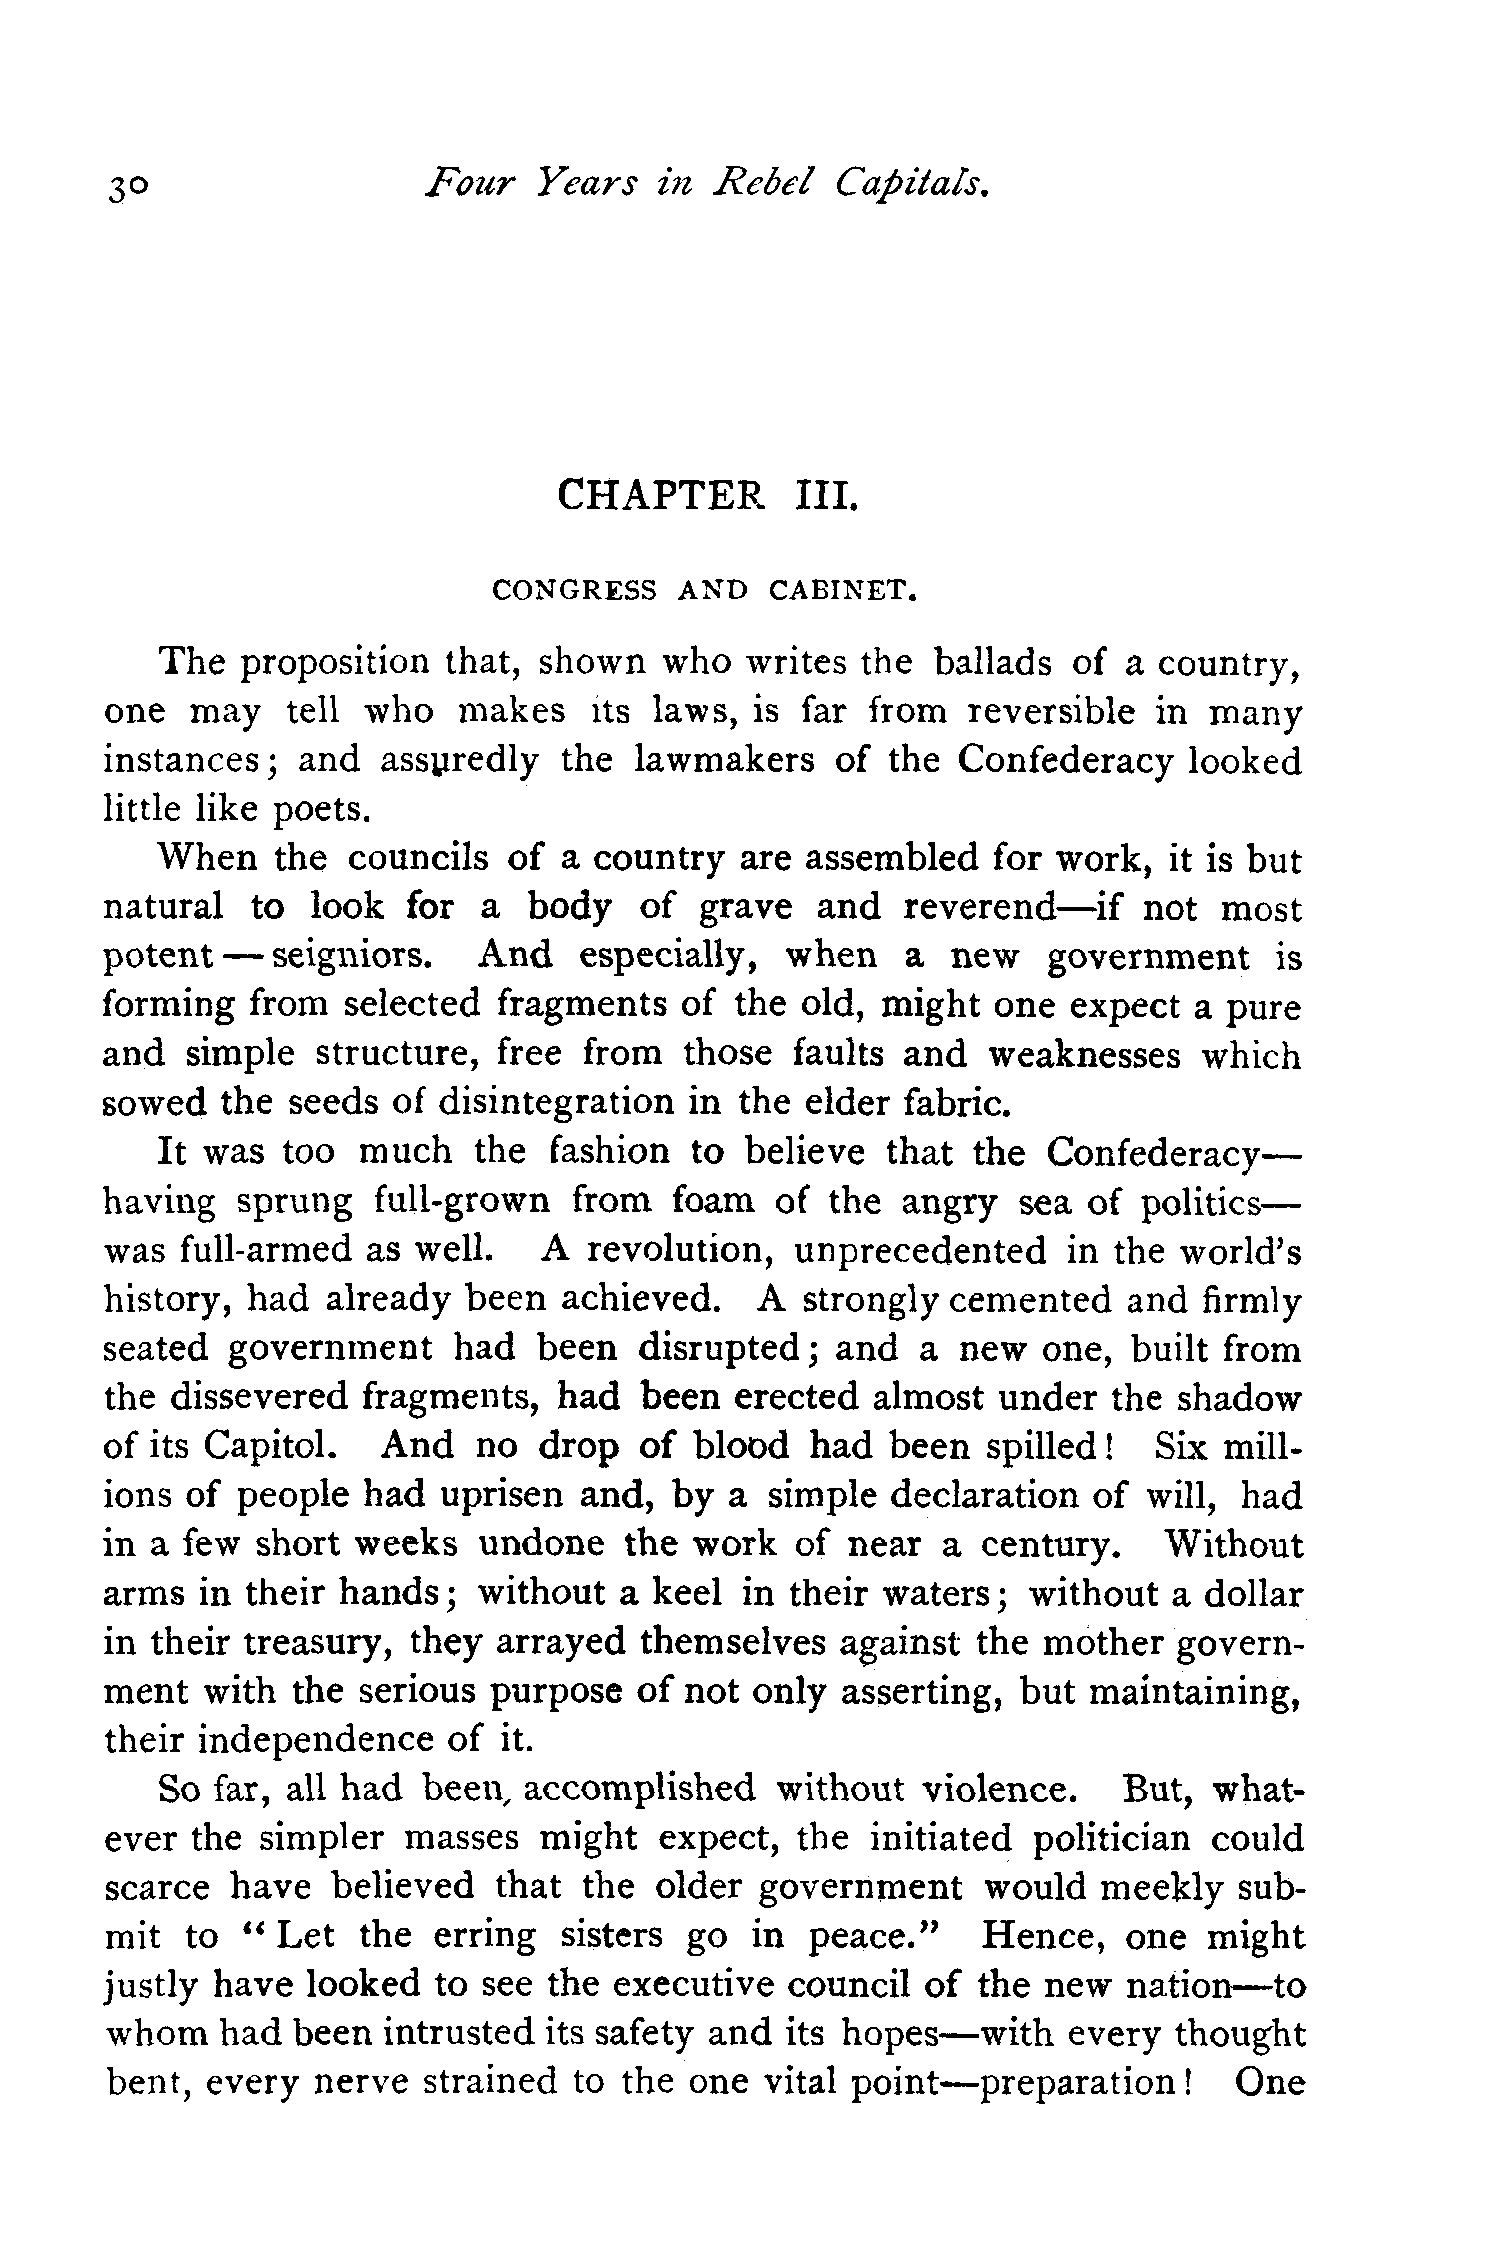 30 Four Years in Rebel Capitals.
CHAPTER III.
CONGRESS AND CABINET.
The proposition that, shown who writes the ballads of a country,
one may tell who makes its laws, is far from reversible in many
instances; and assuredly the lawmakers of the Confederacy looked
little like poets.
When the councils of a country are assembled for work, it is but
natural to look for a body of grave and reverend—if not most
potent — seigniors. And especially, when a new government is
forming from selected fragments of the old, might one expect a pure
and simple structure, free from those faults and weaknesses which
sowed the seeds of disintegration in the elder fabric.
It was too much the fashion to believe that the Confederacy—
having sprung full-grown from foam of the angry sea of politics—
was full-armed as well. A revolution, unprecedented in the world's
history, had already been achieved. A strongly cemented and firmly
seated government had been disrupted; and a new one, built from
the dissevered fragments, had been erected almost under the shadow
of its Capitol. And no drop of blood had been spilled! Six mill-
ions of people had uprisen and, by a simple declaration of will, had
in a few short weeks undone the work of near a century. Without
arms in their hands; without a keel in their waters; without a dollar
in their treasury, they arrayed themselves against the mother govern-
ment with the serious purpose of not only asserting, but maintaining,
their independence of it.
So far, all had been, accomplished without violence. But, what-
ever the simpler masses might expect, the initiated politician could
scarce have believed that the older government would meekly sub-
mit to "Let the erring sisters go in peace." Hence, one might
justly have looked to see the executive council of the new nation—to
whom had been intrusted its safety and its hopes—with every thought
bent, every nerve strained to the one vital point—preparation! One